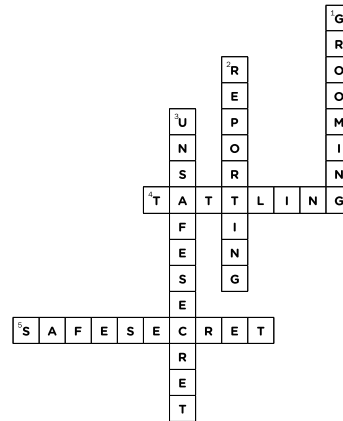 1GROOMING
2REPORTING
3UNSAFESECRET
4TATTLING
5SAFESECRET